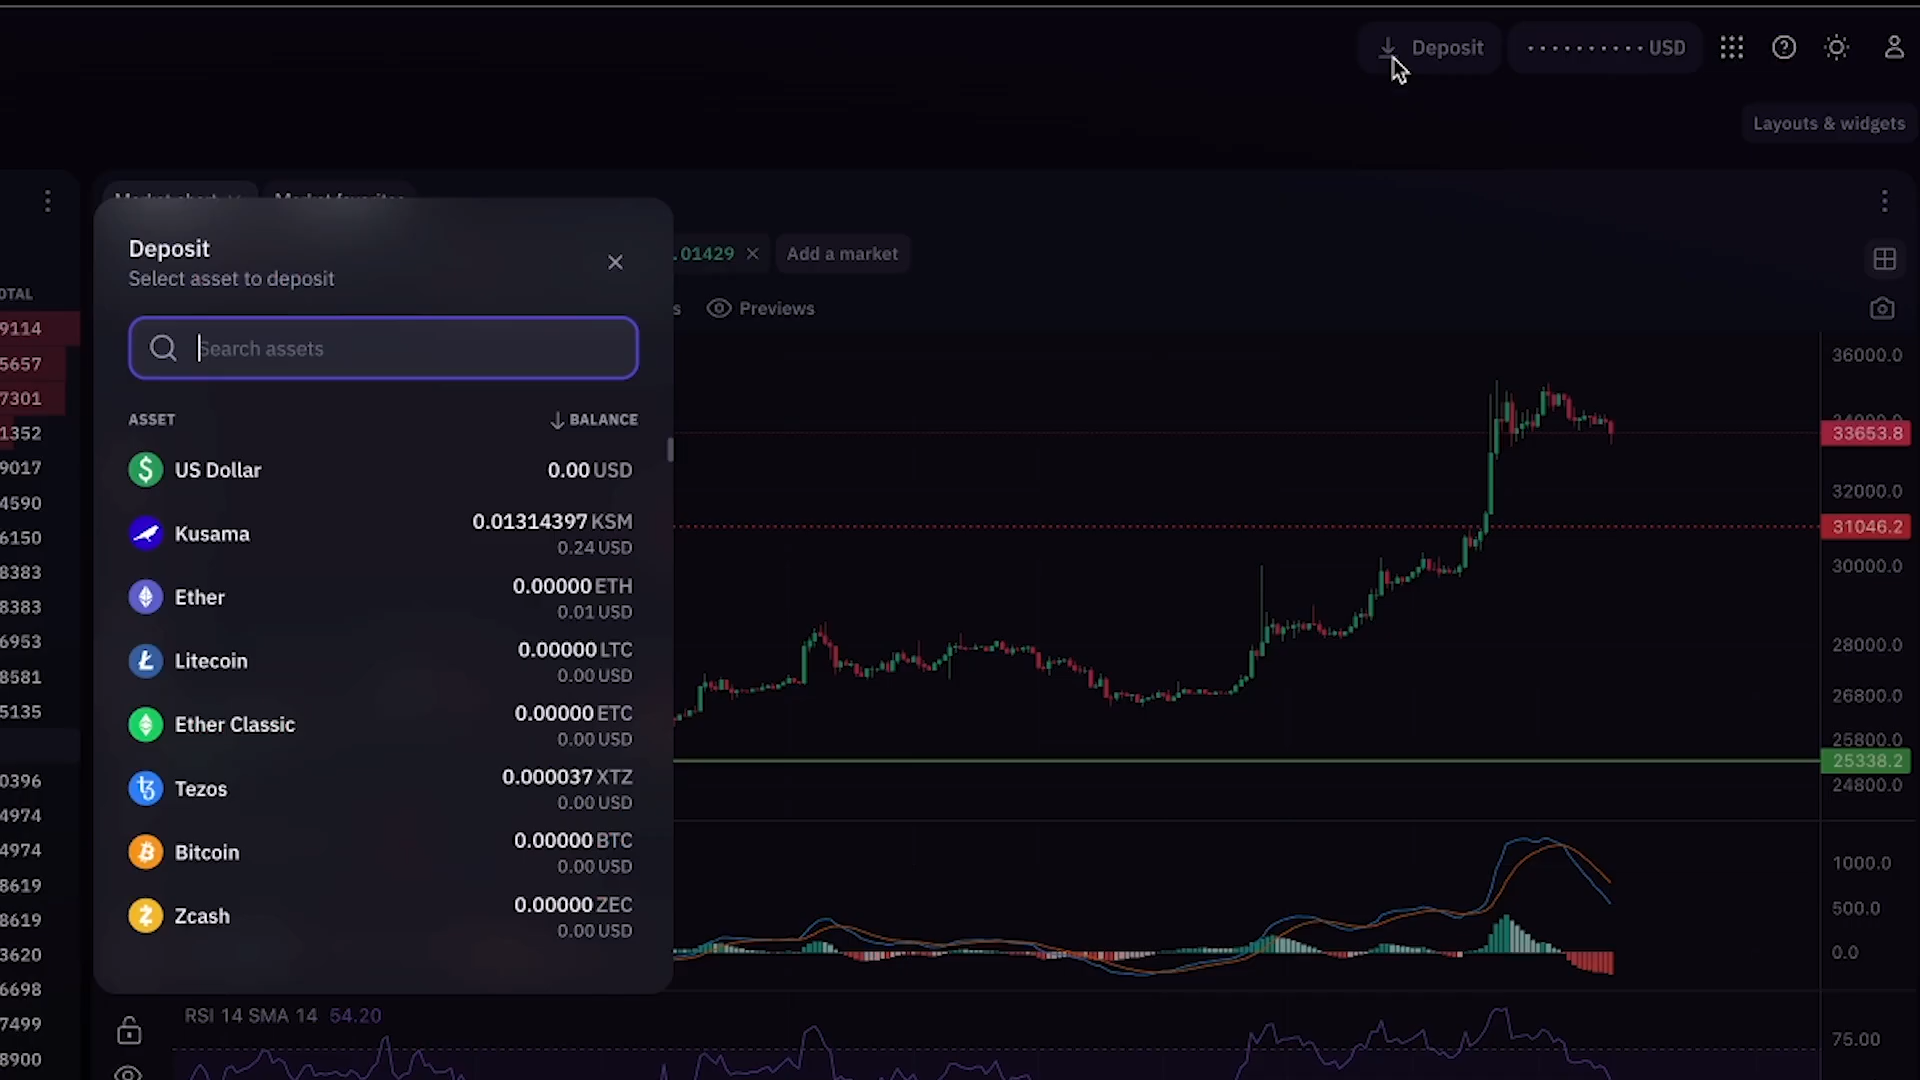 Deposit
·········· USD
Layouts & widgets
Deposit
Select asset to deposit
.01429
Add a market
Previews
Search assets
ASSET
BALANCE
US Dollar
0.00 USD
Kusama
0.01314397 KSM
0.24 USD
Ether
0.00000 ETH
0.01 USD
Litecoin
0.00000 LTC
0.00 USD
Ether Classic
0.00000 ETC
0.00 USD
Tezos
0.000037 XTZ
0.00 USD
Bitcoin
0.00000 BTC
0.00 USD
Zcash
0.00000 ZEC
0.00 USD
OTAL
9114
5657
7301
1352
9017
4590
6150
8383
8383
6953
8581
5135
0396
4974
4974
8619
8619
3620
6698
7499
8900
36000.0
33653.8
32000.0
31046.2
30000.0
28000.0
26800.0
25800.0
25338.2
24800.0
1000.0
500.0
0.0
RSI 14 SMA 14 54.20
75.00